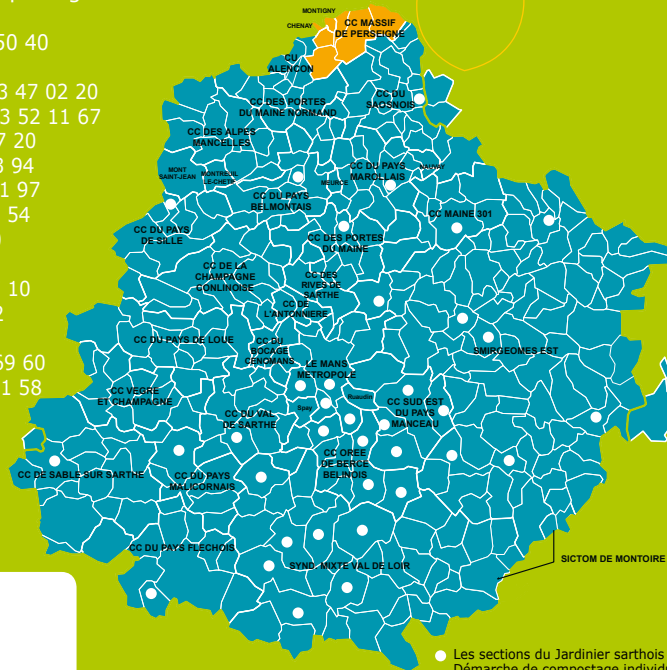 50 40
3 47 02 20
3 52 11 67
7 20
3 94
1 97
54
10
2
59 60
1 58
MONTIGNY
CHENAY
CC MASSIF
DE PERSEIGNE
CU
ALENCON
CC DES PORTES
DU MAINE NORMAND
CC DU
SAOSNOIS
CC DES ALPES
MANCELLES
MONT
SAINT-JEAN
MONTREUIL
LE-CHETIF
CC DU PAYS
BELMONTAIS
MEURCE
CC DU PAYS
MAROLLAIS
NAUVAY
CC MAINE 301
CC DU PAYS
DE SILLE
CC DES PORTES
DU MAINE
CC DE LA
CHAMPAGNE
CONLINOISE
CC DES
RIVES DE
SARTHE
CC DE
L'ANTONNIERE
CC DU PAYS DE LOUE
CC DU
BOCAGE
CENOMANS
LE MANS
METROPOLE
SMIRGEOMES EST
CC VEGRE
ET CHAMPAGNE
CC DU VAL
DE SARTHE
Spay
Ruaudin
CC SUD EST
DU PAYS
MANCEAU
CC DE SABLE SUR SARTHE
CC DU PAYS
MALICORNAIS
CC OREE
DE BERCE
BELINOIS
CC DU PAYS FLECHOIS
SYND. MIXTE VAL DE LOIR
SICTOM DE MONTOIRE
Les sections du Jardinier sarthois